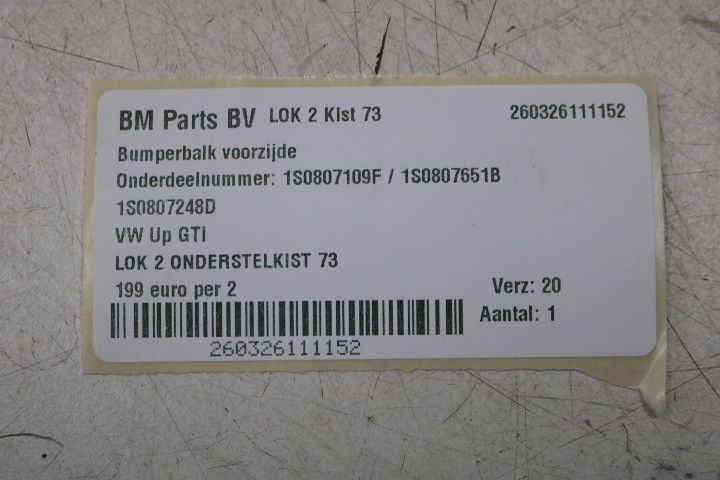 BM Parts BV LOK 2 Kist 73 260326111152
Bumperbalk voorzijde
Onderdeelnummer: 1S0807109F / 1S0807651B
1S0807248D
VW Up GTi
LOK 2 ONDERSTELKIST 73
199 euro per 2 Verz: 20
Aantal: 1
260326111152